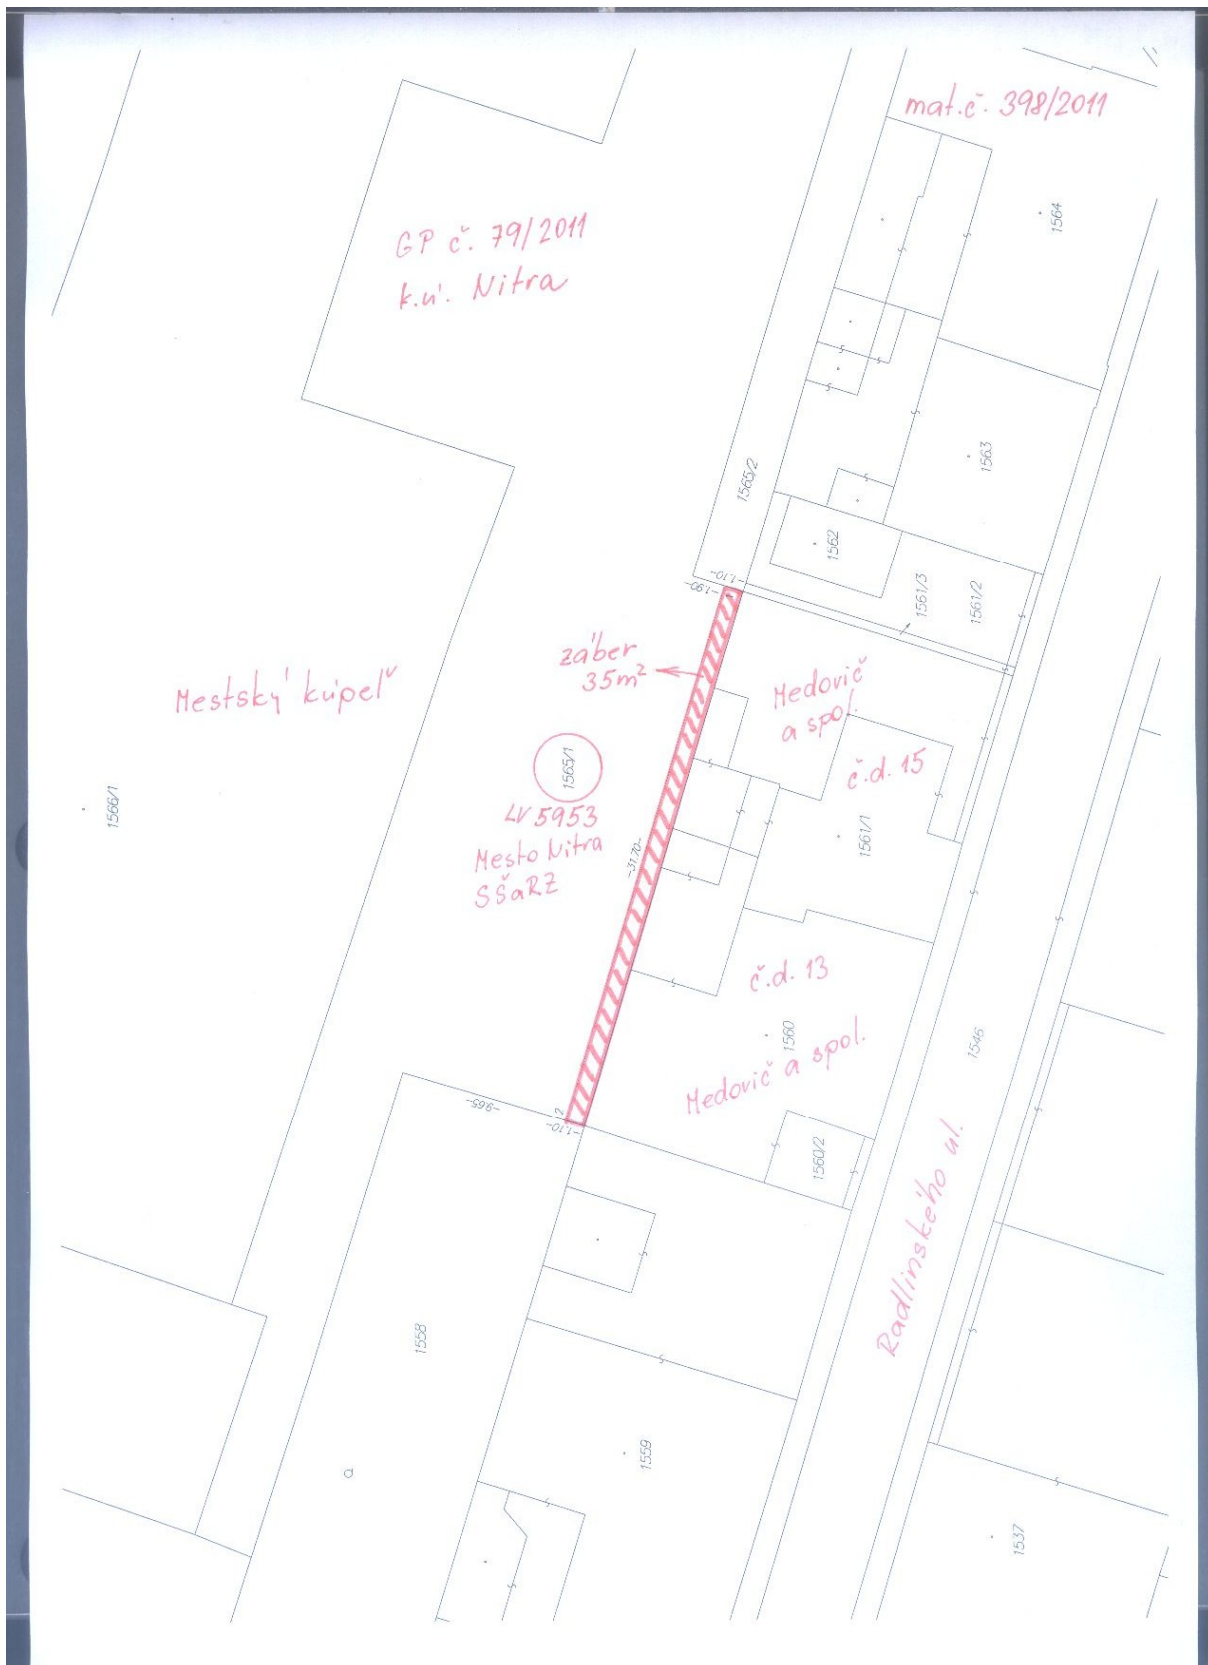 mat.č. 398/2011
GP č. 79/2011
k.ú. Nitra
1564
1563
1565/2
1562
1561/3
1561/2
-1.90-
-1.10-
záber
35m²
Medovič
a spol.
Mestský kúpeľ
1565/1
č.d. 15
1566/1
LV 5953
Mesto Nitra
SŠaRZ
-31.70-
1561/1
č.d. 13
1560
Medovič a spol.
1546
-9.65-
2
-1.10-
1560/2
Radlinského ul.
1558
1559
1537